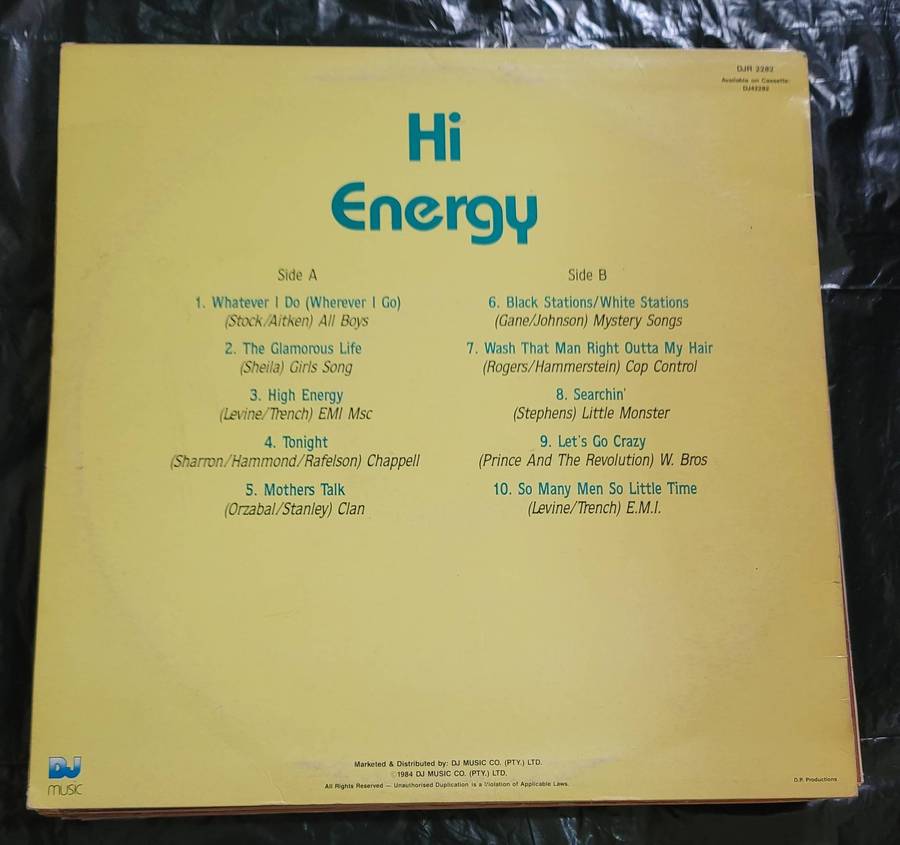 DJR 2282
Available on Cassette:
DJ42282
Hi
Energy
Side A
1. Whatever I Do (Wherever I Go)
(Stock/Aitken) All Boys
2. The Glamorous Life
(Sheila) Girls Song
3. High Energy
(Levine/Trench) EMI Msc
4. Tonight
(Sharron/Hammond/Rafelson) Chappell
5. Mothers Talk
(Orzabal/Stanley) Clan
Side B
6. Black Stations/White Stations
(Gane/Johnson) Mystery Songs
7. Wash That Man Right Outta My Hair
(Rogers/Hammerstein) Cop Control
8. Searchin'
(Stephens) Little Monster
9. Let's Go Crazy
(Prince And The Revolution) W. Bros
10. So Many Men So Little Time
(Levine/Trench) E.M.I.
DJ
music
Marketed & Distributed by: DJ MUSIC CO. (PTY.) LTD.
©1984 DJ MUSIC CO. (PTY.) LTD.
All Rights Reserved — Unauthorised Duplication is a Violation of Applicable Laws.
D.P. Productions